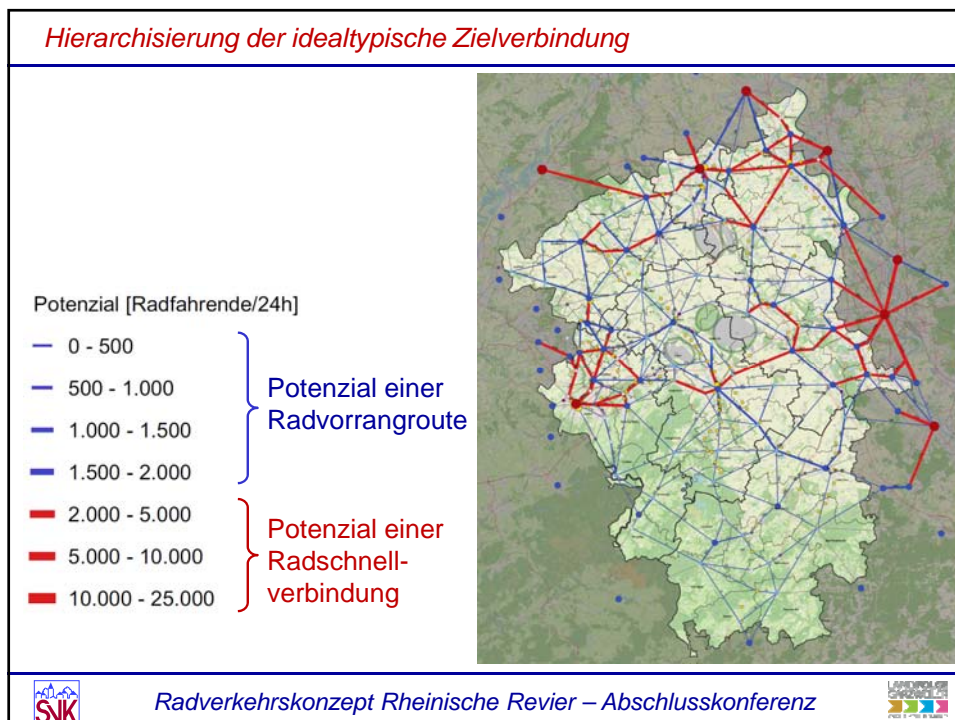 Hierarchisierung der idealtypische Zielverbindung
Potenzial [Radfahrende/24h]
0 - 500
500 - 1.000
1.000 - 1.500
1.500 - 2.000
Potenzial einer
Radvorrangroute
2.000 - 5.000
5.000 - 10.000
10.000 - 25.000
Potenzial einer
Radschnell-
verbindung
SVK
Radverkehrskonzept Rheinische Revier – Abschlusskonferenz